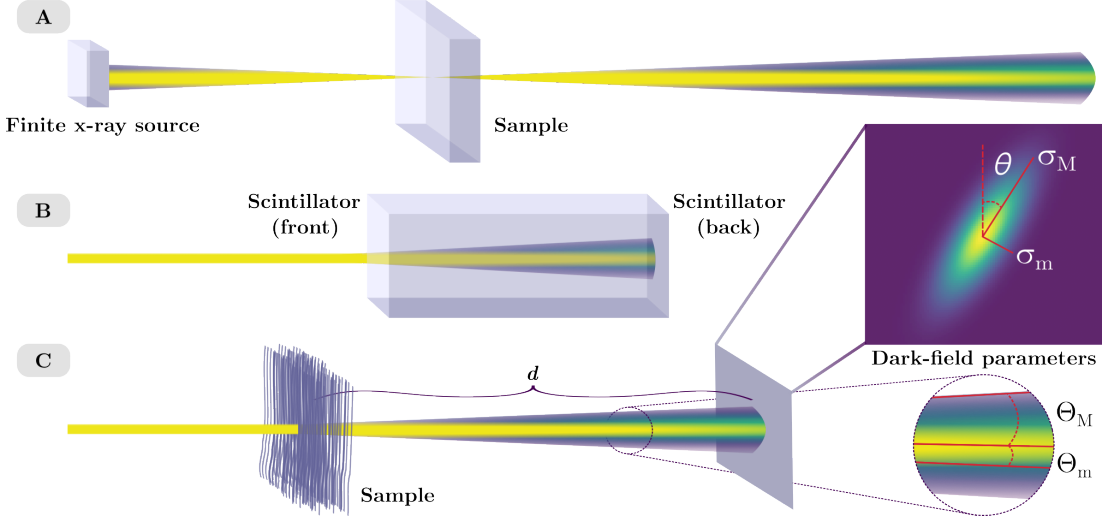 A
Finite x-ray source
Sample
B
Scintillator
(front)
Scintillator
(back)
θ
σM
σm
C
d
Sample
Dark-field parameters
ΘM
Θm